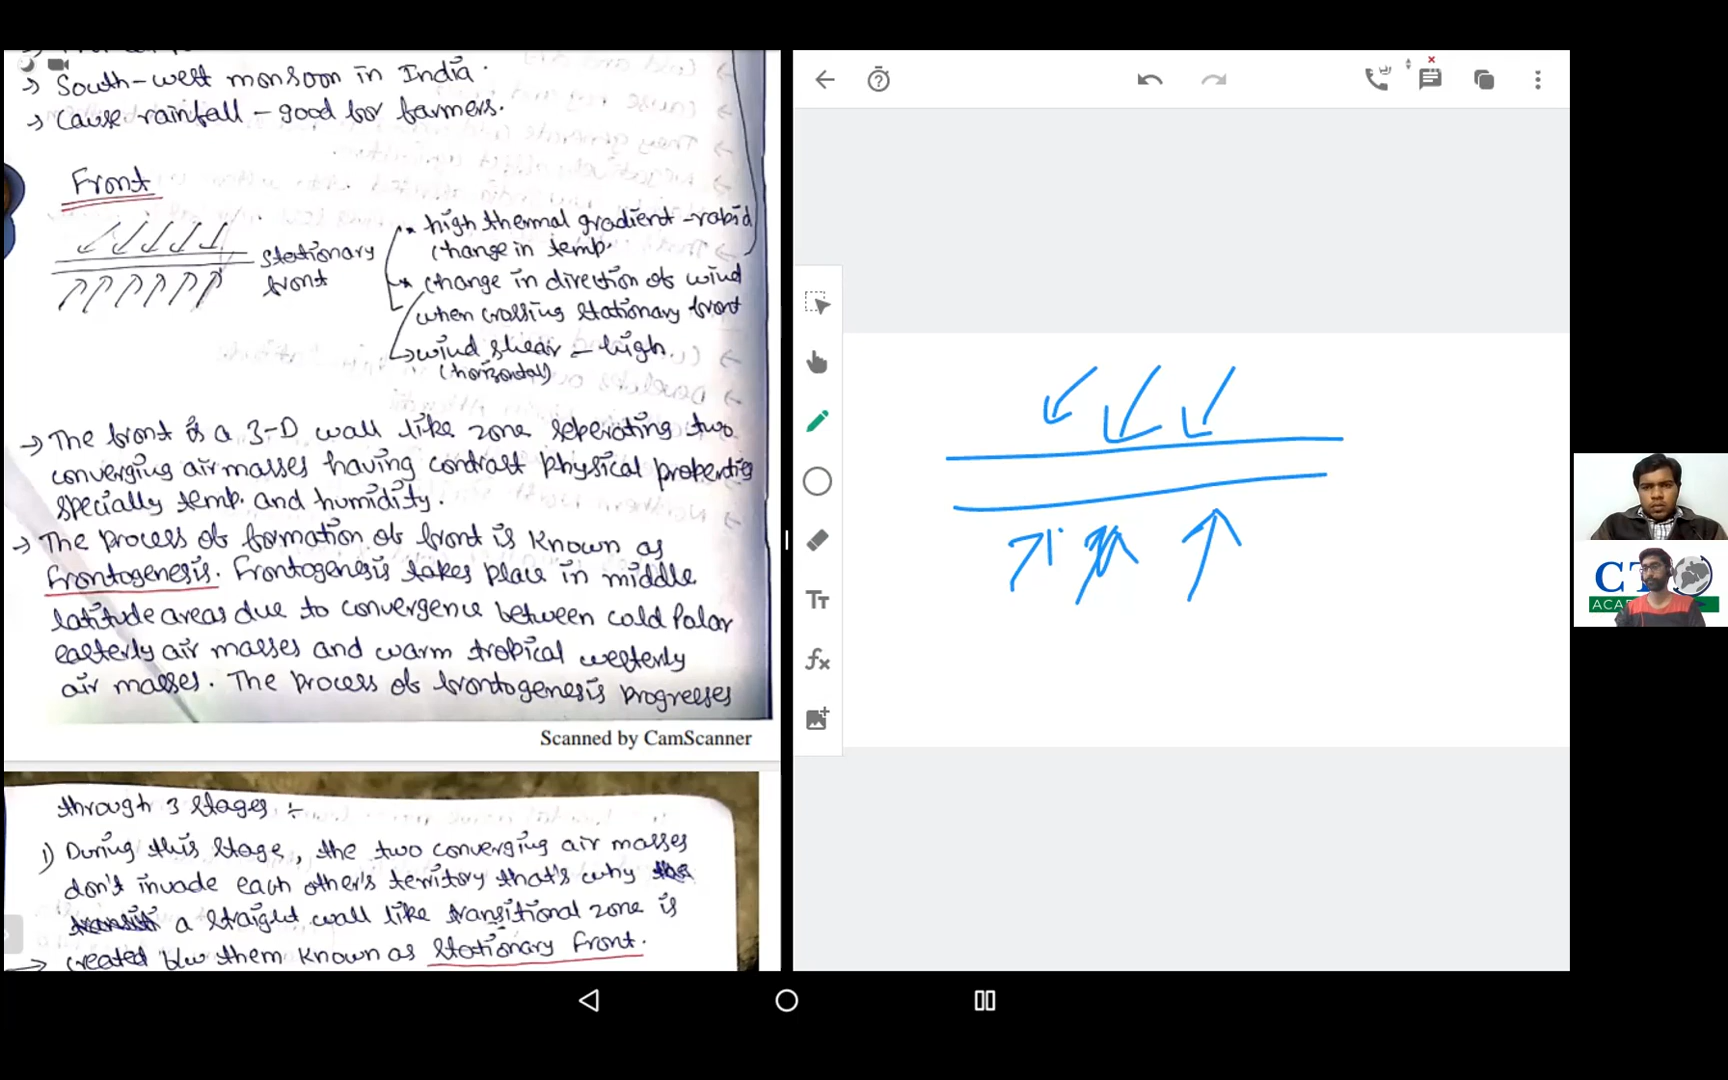 → South-west monsoon in India.
→ Cause rainfall - good for farmers.
Front
stationary
front
high thermal gradient - rapid
change in temp.
change in direction of wind
when crossing stationary front
→ wind shear - high.
(horizontal)
→ The front is a 3-D wall like zone seperating two
converging air masses having contrast physical properties
specially temp. and humidity.
→ The process of formation of front is known as
frontogenesis. Frontogenesis takes place in middle
latitude areas due to convergence between cold Polar
easterly air masses and warm tropical westerly
air masses. The process of frontogenesis progresses
Scanned by CamScanner
through 3 stages :-
1) During this stage, the two converging air masses
don't invade each other's territory that's why
a straight wall like transitional zone is
→ created b/w them known as stationary front.
Tт
fx
CT
ACA